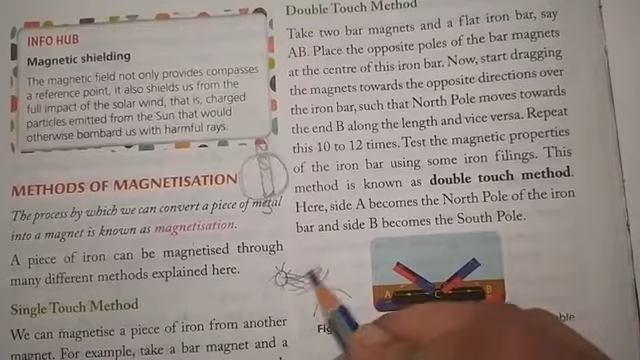 INFO HUB
Magnetic shielding
The magnetic field not only provides compasses
a reference point, it also shields us from the
full impact of the solar wind, that is, charged
particles emitted from the Sun that would
otherwise bombard us with harmful rays.
METHODS OF MAGNETISATION
The process by which we can convert a piece of metal
into a magnet is known as magnetisation.
A piece of iron can be magnetised through
many different methods explained here.
Single Touch Method
We can magnetise a piece of iron from another
magnet. For example, take a bar magnet and a
Double Touch Method
Take two bar magnets and a flat iron bar, say
AB. Place the opposite poles of the bar magnets
at the centre of this iron bar. Now, start dragging
the magnets towards the opposite directions over
the iron bar, such that North Pole moves towards
the end B along the length and vice versa. Repeat
this 10 to 12 times. Test the magnetic properties
of the iron bar using some iron filings. This
method is known as double touch method.
Here, side A becomes the North Pole of the iron
bar and side B becomes the South Pole.
A C B